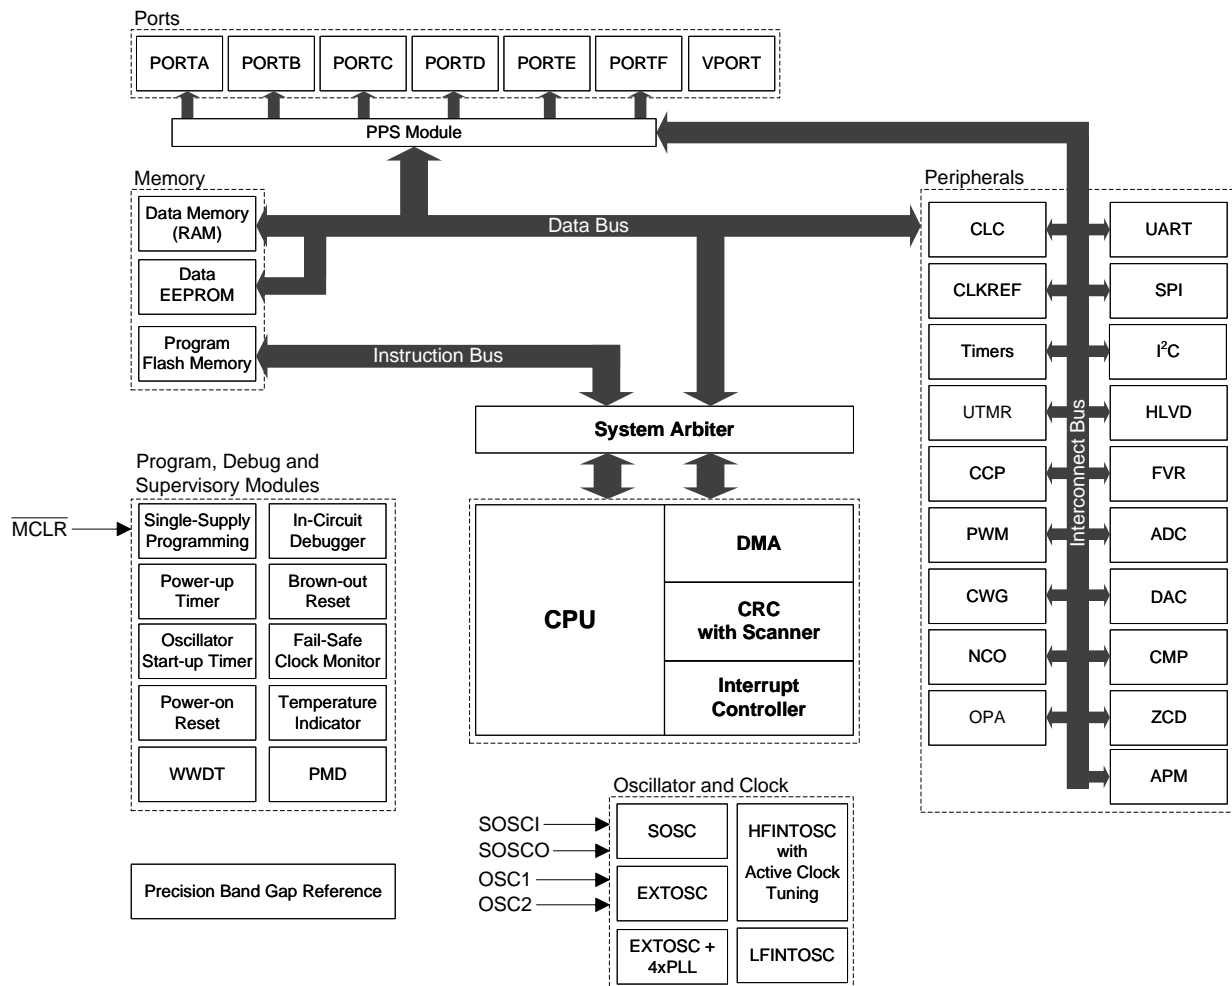 Ports
PORTA
PORTB
PORTC
PORTD
PORTE
PORTF
VPORT
PPS Module
Memory
Data Memory
(RAM)
Data
EEPROM
Program
Flash Memory
Data Bus
Instruction Bus
System Arbiter
Peripherals
CLC
UART
CLKREF
SPI
Timers
I²C
UTMR
HLVD
CCP
FVR
PWM
ADC
CWG
DAC
NCO
CMP
OPA
ZCD
APM
Interconnect Bus
Program, Debug and
Supervisory Modules
MCLR
Single-Supply
Programming
In-Circuit
Debugger
Power-up
Timer
Brown-out
Reset
Oscillator
Start-up Timer
Fail-Safe
Clock Monitor
Power-on
Reset
Temperature
Indicator
WWDT
PMD
CPU
DMA
CRC
with Scanner
Interrupt
Controller
Precision Band Gap Reference
Oscillator and Clock
SOSCI
SOSCO
OSC1
OSC2
SOSC
HFINTOSC
with
Active Clock
Tuning
EXTOSC
EXTOSC +
4xPLL
LFINTOSC